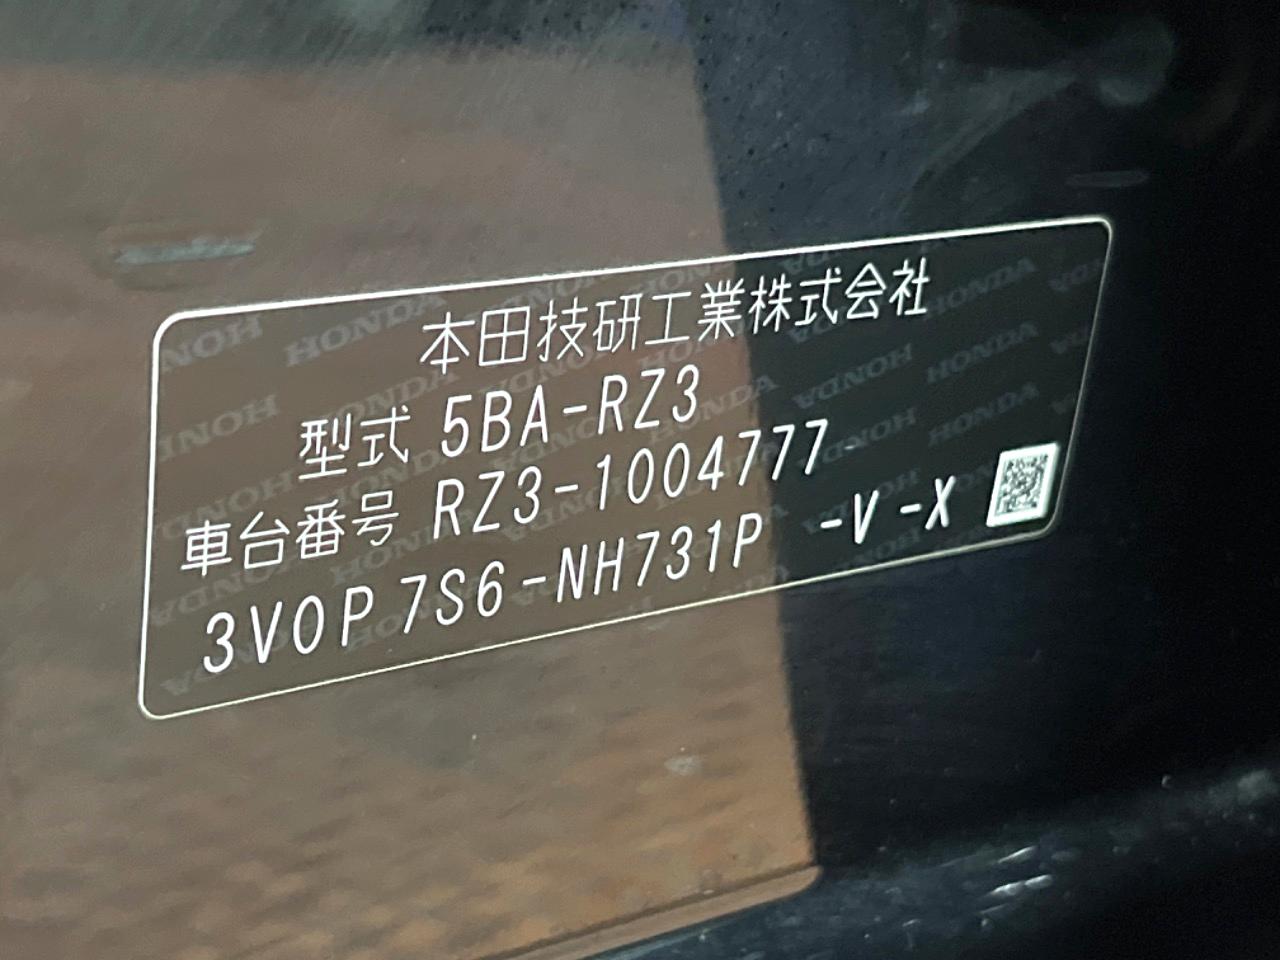 本田技研工業株式会社
型式 5BA-RZ3
車台番号 RZ3-1004777
3V0P 7S6-NH731P -V -X